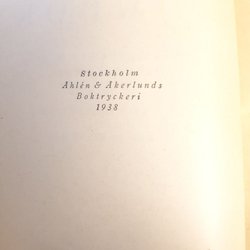 Stockholm
Åhlén & Åkerlunds
Boktryckeri
1938